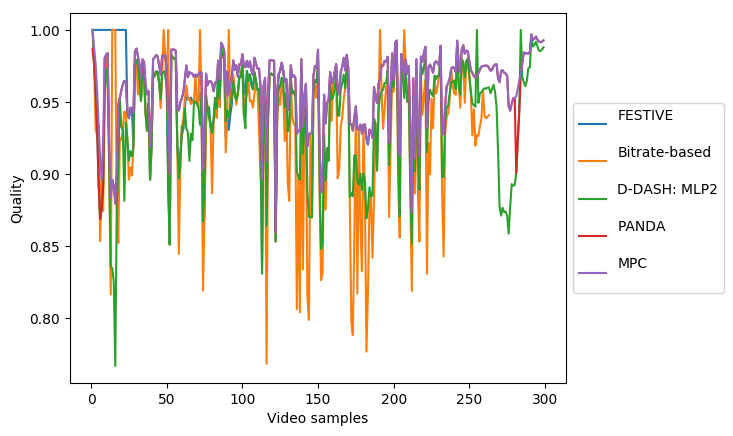 1.00
0.95
0.90
0.85
0.80
Quality
0
50
100
150
200
250
300
Video samples
FESTIVE
Bitrate-based
D-DASH: MLP2
PANDA
MPC